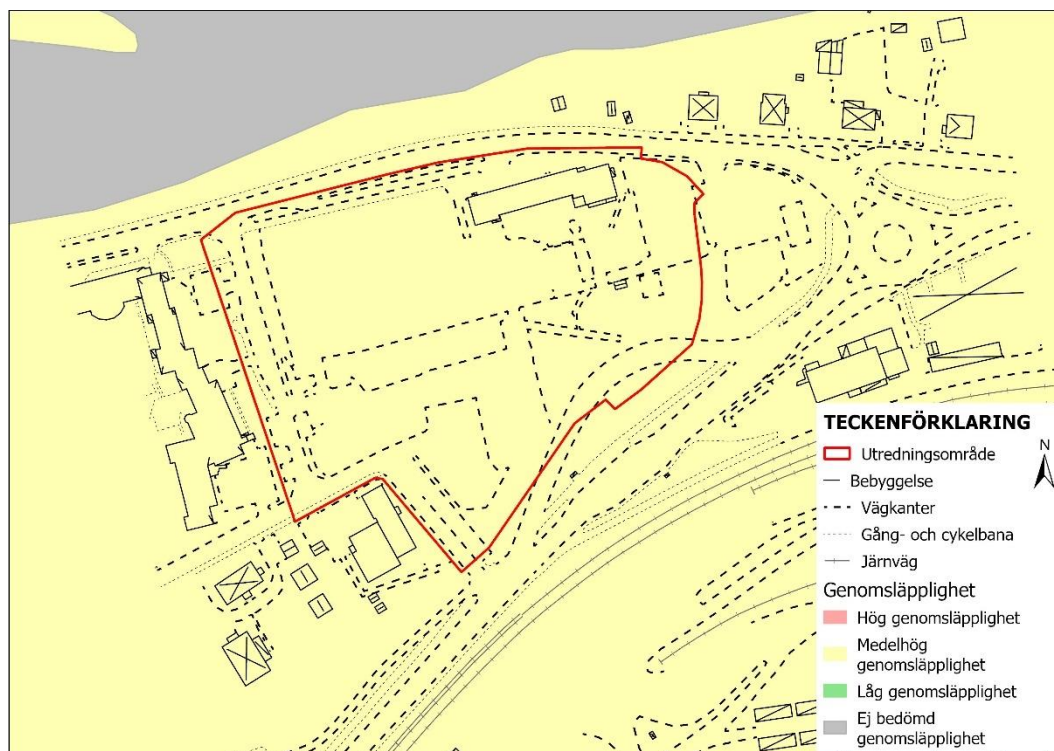 TECKENFÖRKLARING
N
Utredningsområde
Bebyggelse
Vägkanter
Gång- och cykelbana
Järnväg
Genomsläpplighet
Hög genomsläpplighet
Medelhög
genomsläpplighet
Låg genomsläpplighet
Ej bedömd
genomsläpplighet